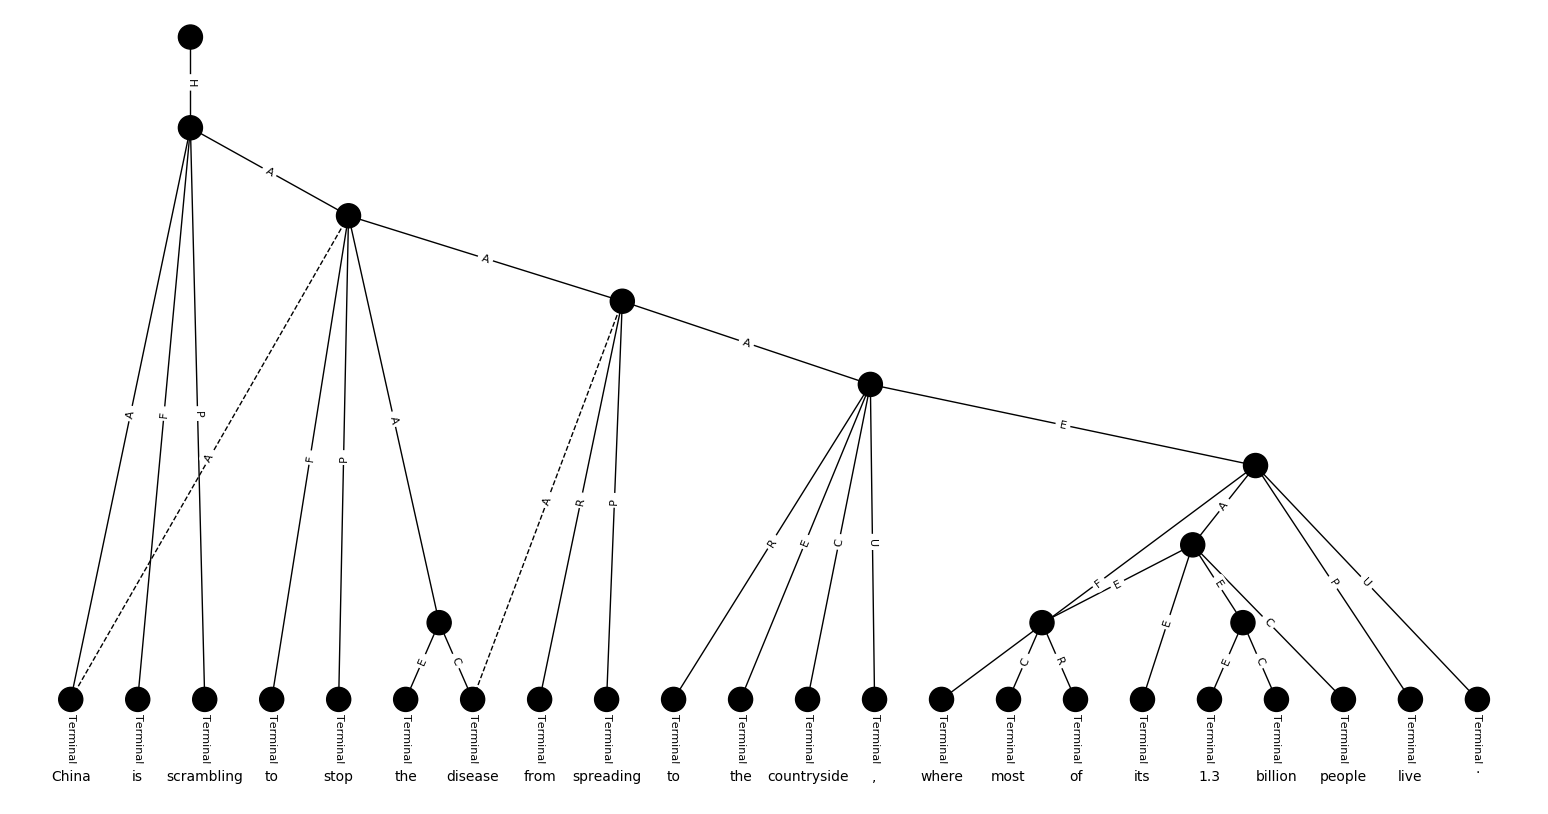 H
A
A
A
A F P A F P A A R P R E C U E
A
F E E E C P U
E C C R E C
Terminal Terminal Terminal Terminal Terminal Terminal Terminal Terminal Terminal Terminal Terminal Terminal Terminal Terminal Terminal Terminal Terminal Terminal Terminal Terminal Terminal Terminal
China is scrambling to stop the disease from spreading to the countryside , where most of its 1.3 billion people live .